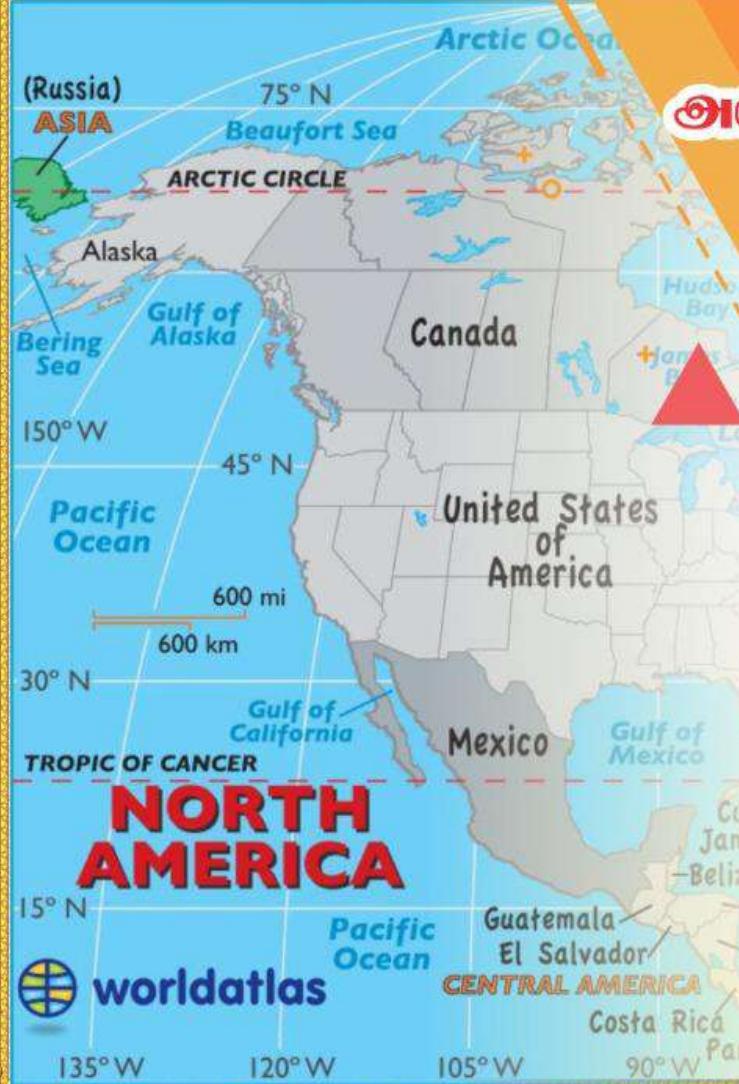 Arctic
(Russia)
ASIA
75° N
Beaufort Sea
ARCTIC CIRCLE
Alaska
Bering
Sea
Gulf of
Alaska
Canada
Bay
150° W
45° N
Pacific
Ocean
United States
of
America
600 mi
600 km
30° N
Gulf of
California
Mexico
Gulf of
Mexico
TROPIC OF CANCER
NORTH
AMERICA
15° N
Pacific
Ocean
Guatemala
El Salvador
CENTRAL AMERICA
Costa Rica
worldatlas
135° W
120° W
105° W
90° W